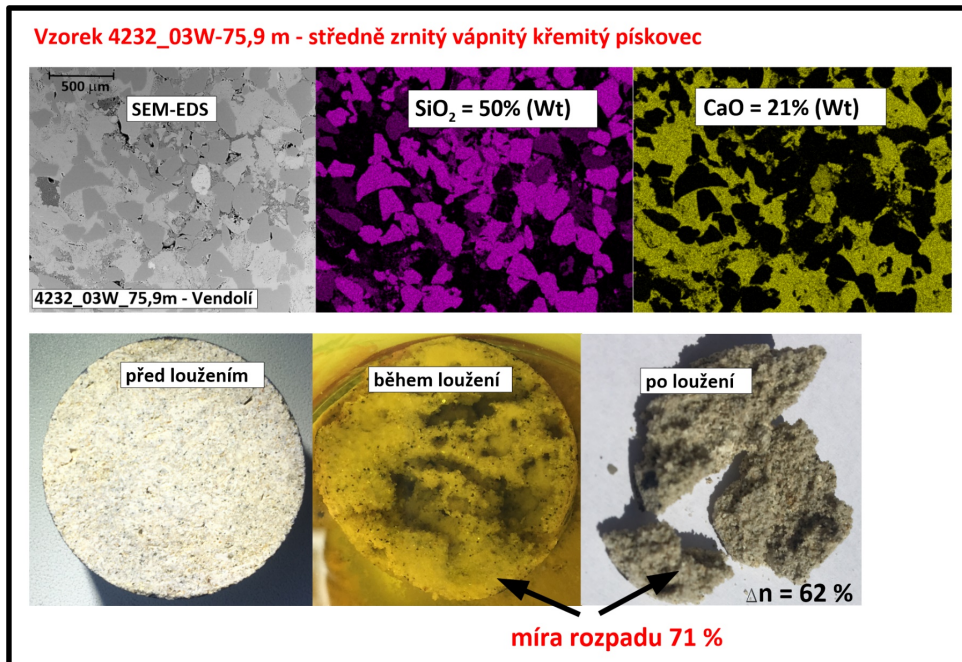 Vzorek 4232_03W-75,9 m - středně zrnitý vápnitý křemitý pískovec
500 μm
SEM-EDS
SiO₂ = 50% (Wt)
CaO = 21% (Wt)
4232_03W_75,9m - Vendolí
před loužením
během loužení
po loužení
Δn = 62 %
míra rozpadu 71 %